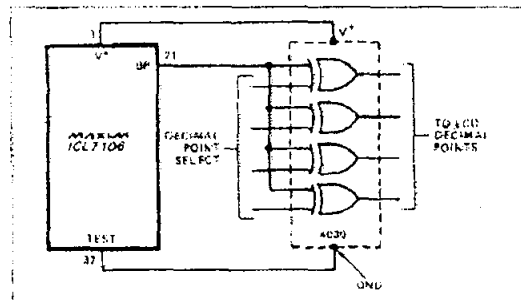 1
V+
V+
21
BP
MAXIM
ICL7106
DECIMAL
POINT
SELECT
TO LCD
DECIMAL
POINTS
TEST
37
4030
GND